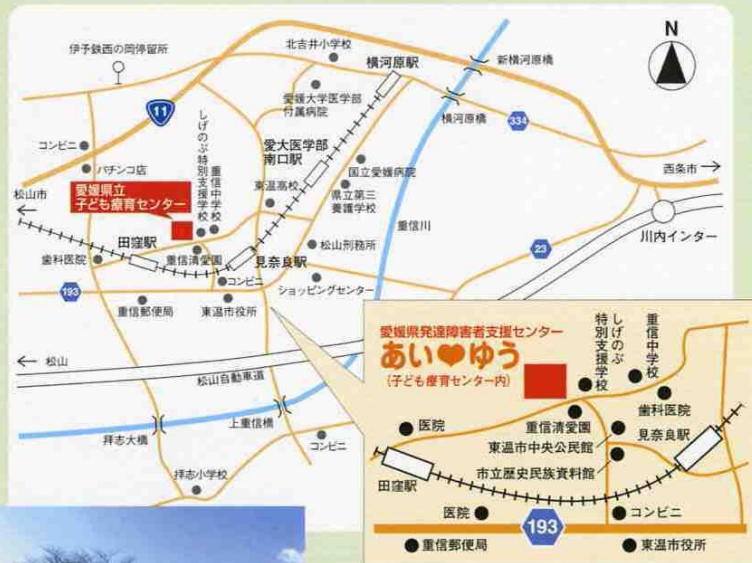 伊予鉄西の岡停留所
北吉井小学校
横河原駅
新横河原橋
N
愛媛大学医学部
付属病院
横河原橋
11
334
コンビニ
パチンコ店
しげのぶ特別支援学校
重信中学校
愛大医学部
南口駅
東温高校
国立愛媛病院
県立第三
養護学校
西条市
松山市
愛媛県立
子ども療育センター
重信川
川内インター
田窪駅
重信清愛園
見奈良駅
松山刑務所
23
歯科医院
コンビニ
ショッピングセンター
193
重信郵便局
東温市役所
松山
松山自動車道
拝志大橋
上重信橋
コンビニ
拝志小学校
愛媛県発達障害者支援センター
あい♥ゆう
(子ども療育センター内)
しげのぶ
特別支援学校
重信中学校
歯科医院
医院
重信清愛園
見奈良駅
東温市中央公民館
市立歴史民族資料館
田窪駅
医院
193
コンビニ
重信郵便局
東温市役所